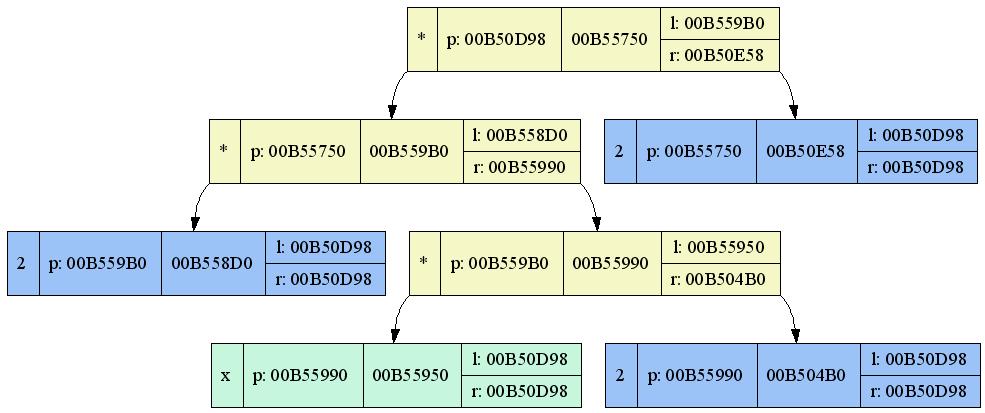 * p: 00B50D98 00B55750 l: 00B559B0
r: 00B50E58
* p: 00B55750 00B559B0 l: 00B558D0
r: 00B55990
2 p: 00B55750 00B50E58 l: 00B50D98
r: 00B50D98
2 p: 00B559B0 00B558D0 l: 00B50D98
r: 00B50D98
* p: 00B559B0 00B55990 l: 00B55950
r: 00B504B0
x p: 00B55990 00B55950 l: 00B50D98
r: 00B50D98
2 p: 00B55990 00B504B0 l: 00B50D98
r: 00B50D98